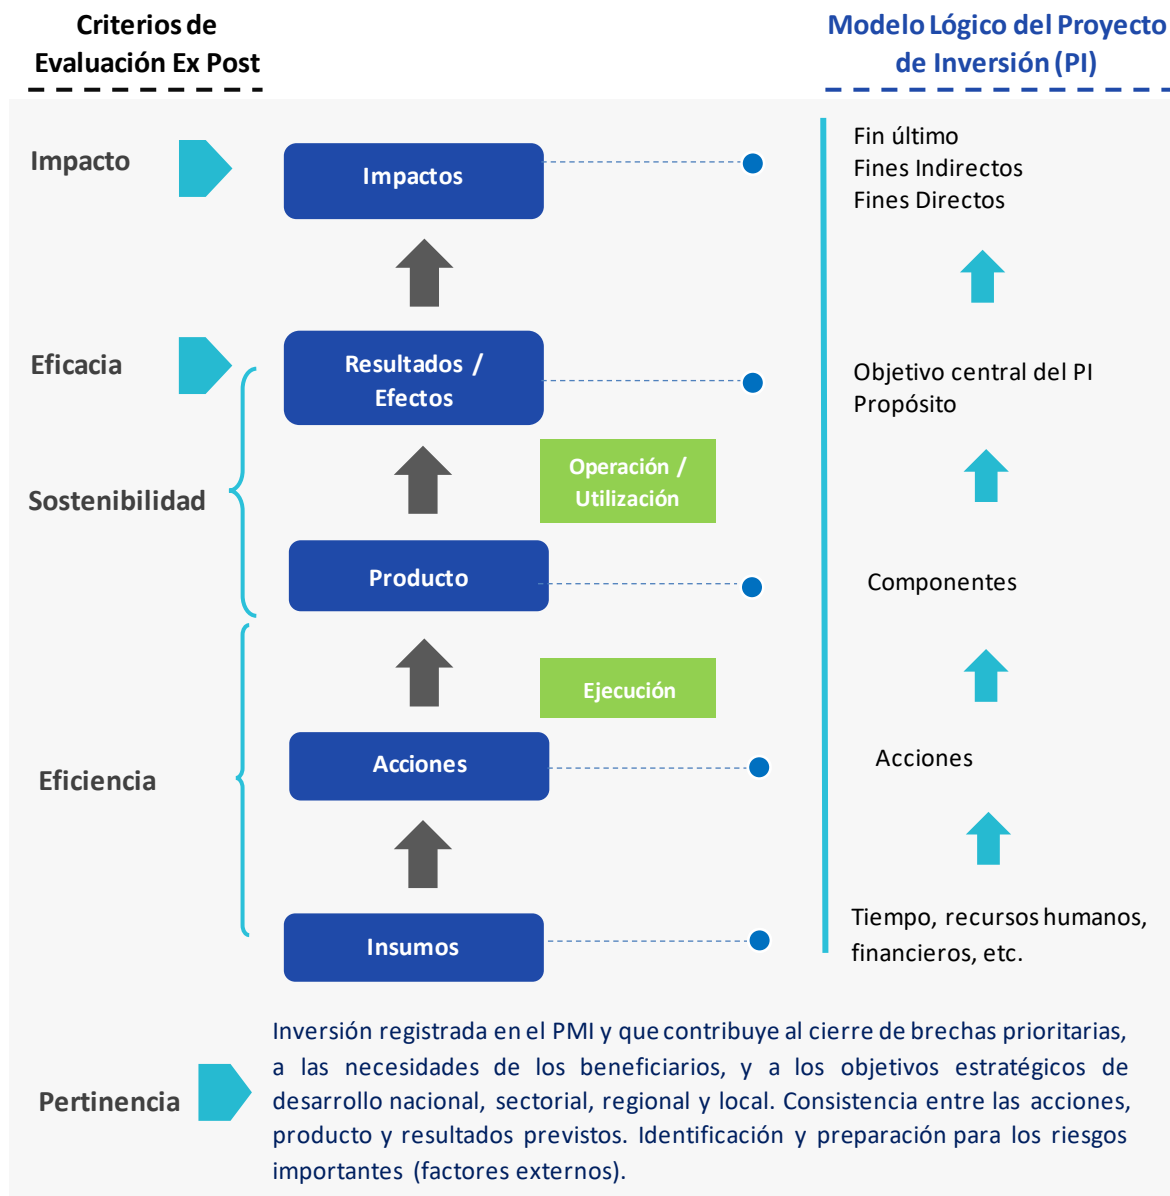 Criterios de
Evaluación Ex Post
Modelo Lógico del Proyecto
de Inversión (PI)
Impacto
Impactos
Fin último
Fines Indirectos
Fines Directos
Eficacia
Resultados /
Efectos
Objetivo central del PI
Propósito
Operación /
Utilización
Sostenibilidad
Producto
Componentes
Ejecución
Eficiencia
Acciones
Acciones
Insumos
Tiempo, recursos humanos,
financieros, etc.
Pertinencia
Inversión registrada en el PMI y que contribuye al cierre de brechas prioritarias,
a las necesidades de los beneficiarios, y a los objetivos estratégicos de
desarrollo nacional, sectorial, regional y local. Consistencia entre las acciones,
producto y resultados previstos. Identificación y preparación para los riesgos
importantes (factores externos).